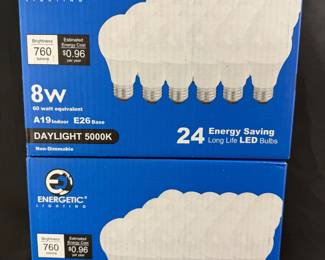 LIGHTING
Brightness
760
lumens
Estimated
Energy Cost
$0.96
per year
8w
60 watt equivalent
A19 Indoor E26 Base
DAYLIGHT 5000K
Non-Dimmable
24 Energy Saving
Long Life LED Bulbs
ENERGETIC
LIGHTING
Brightness
760
Estimated
Energy Cost
$0.96